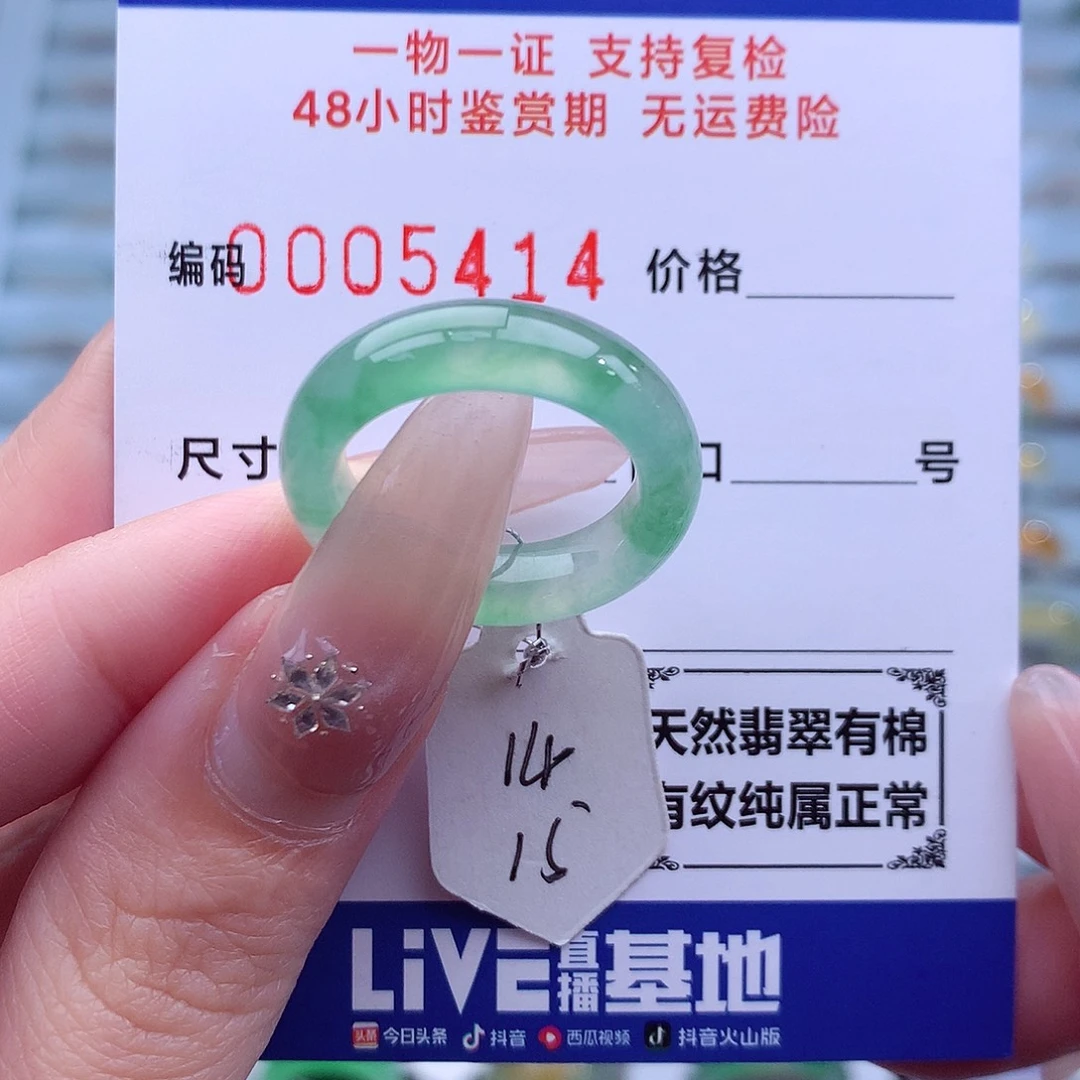 一物一证 支持复检
48小时鉴赏期 无运费险
编码0005414 价格
尺寸 口 号
天然翡翠有棉
有纹纯属正常
14
15
LiVE直播基地
头条 今日头条 抖音 西瓜视频 抖音火山版